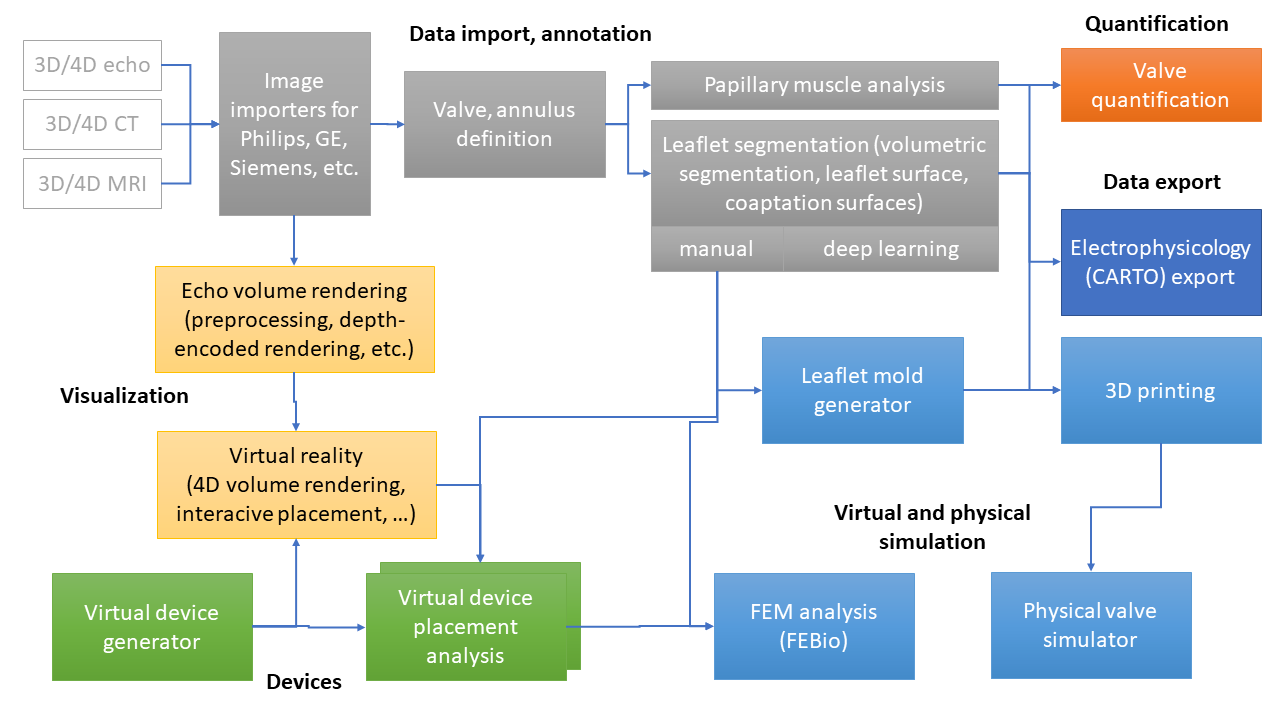 Data import, annotation
Quantification
3D/4D echo
3D/4D CT
3D/4D MRI
Image
importers for
Philips, GE,
Siemens, etc.
Valve, annulus
definition
Papillary muscle analysis
Leaflet segmentation (volumetric
segmentation, leaflet surface,
coaptation surfaces)
manual
deep learning
Valve
quantification
Data export
Electrophysicology
(CARTO) export
Echo volume rendering
(preprocessing, depth-
encoded rendering, etc.)
Visualization
Virtual reality
(4D volume rendering,
interacive placement, …)
Leaflet mold
generator
3D printing
Virtual and physical
simulation
Virtual device
generator
Devices
Virtual device
placement
analysis
FEM analysis
(FEBio)
Physical valve
simulator